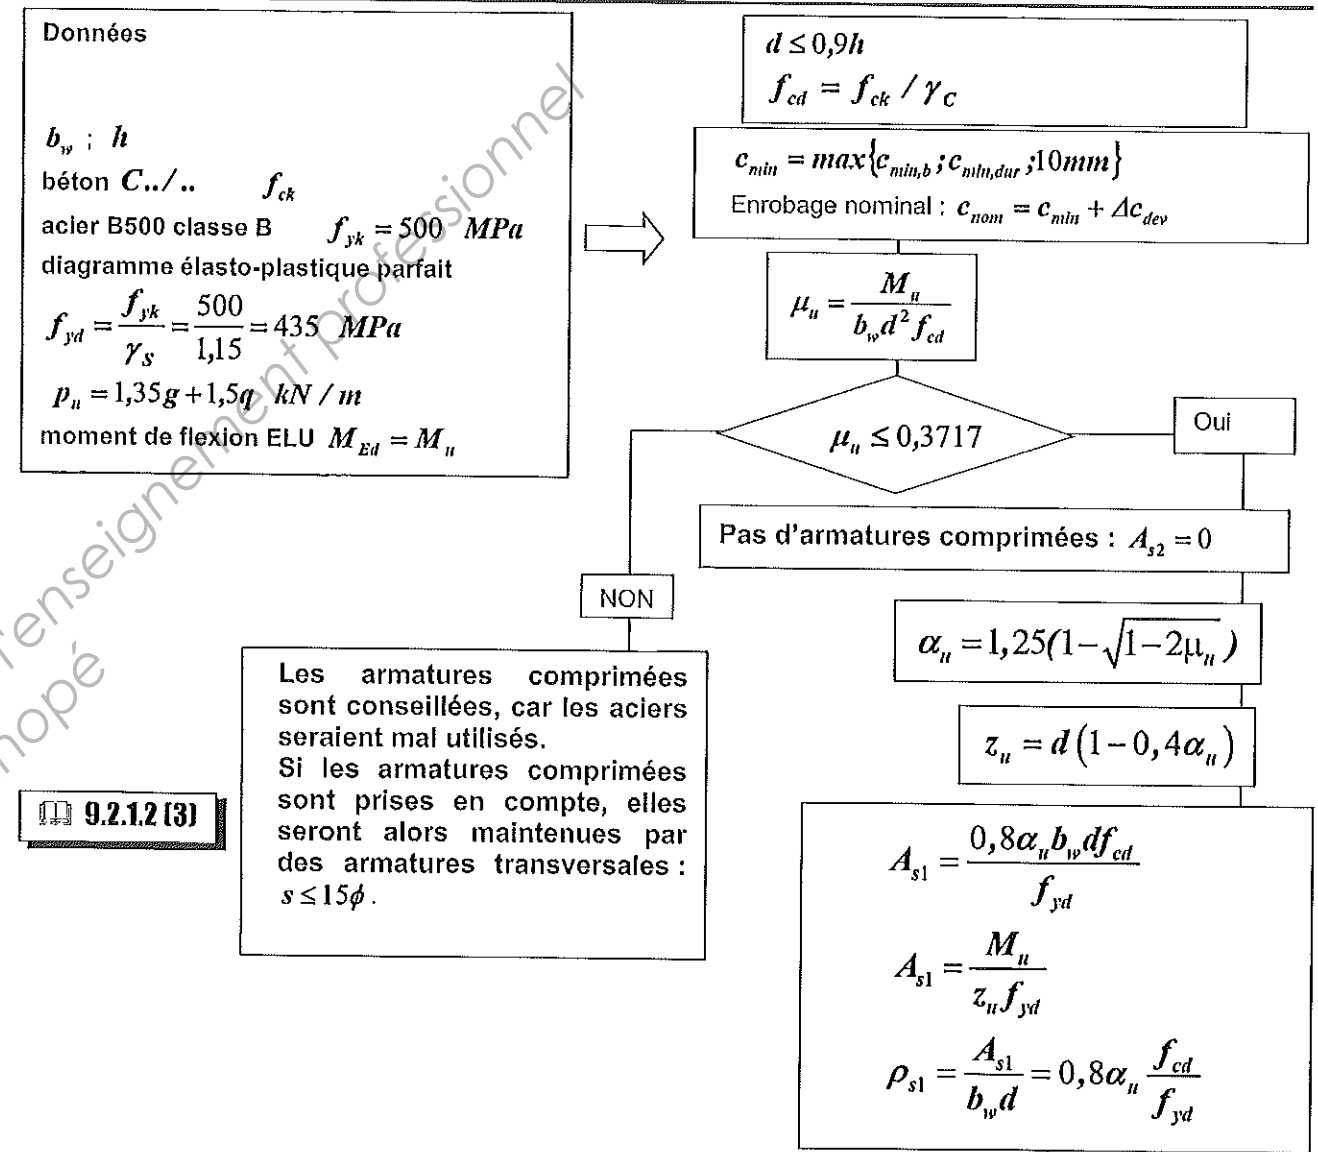 Données
b_w ; h
béton C../.. f_ck
acier B500 classe B f_yk = 500 MPa
diagramme élasto-plastique parfait
f_yd = f_yk / γ_S = 500 / 1,15 = 435 MPa
p_u = 1,35g + 1,5q kN / m
moment de flexion ELU M_Ed = M_u
d ≤ 0,9h
f_cd = f_ck / γ_C
c_min = max{c_min,b ; c_min,dur ; 10mm}
Enrobage nominal : c_nom = c_min + Δc_dev
μ_u = M_u / (b_w d² f_cd)
μ_u ≤ 0,3717
Oui
Pas d'armatures comprimées : A_s2 = 0
α_u = 1,25(1-√(1-2μ_u))
z_u = d(1-0,4α_u)
A_s1 = 0,8α_u b_w d f_cd / f_yd
A_s1 = M_u / (z_u f_yd)
ρ_s1 = A_s1 / (b_w d) = 0,8α_u f_cd / f_yd
NON
Les armatures comprimées
sont conseillées, car les aciers
seraient mal utilisés.
Si les armatures comprimées
sont prises en compte, elles
seront alors maintenues par
des armatures transversales :
s ≤ 15ϕ .
9.2.1.2 (3)
l'enseignement professionnel
nopé